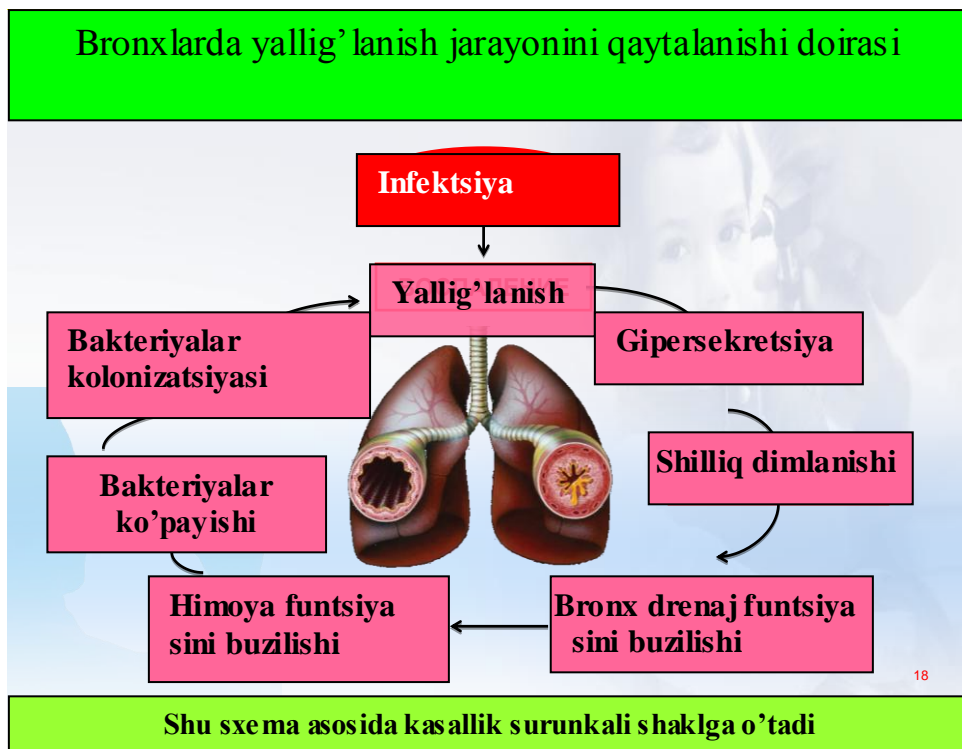 Bronxlarda yallig’lanish jarayonini qaytalanishi doirasi
Infektsiya
Yallig’lanish
Gipersekretsiya
Shilliq dimlanishi
Bronx drenaj funtsiya
sini buzilishi
Himoya funtsiya
sini buzilishi
Bakteriyalar
ko’payishi
Bakteriyalar
kolonizatsiyasi
18
Shu sxema asosida kasallik surunkali shaklga o’tadi